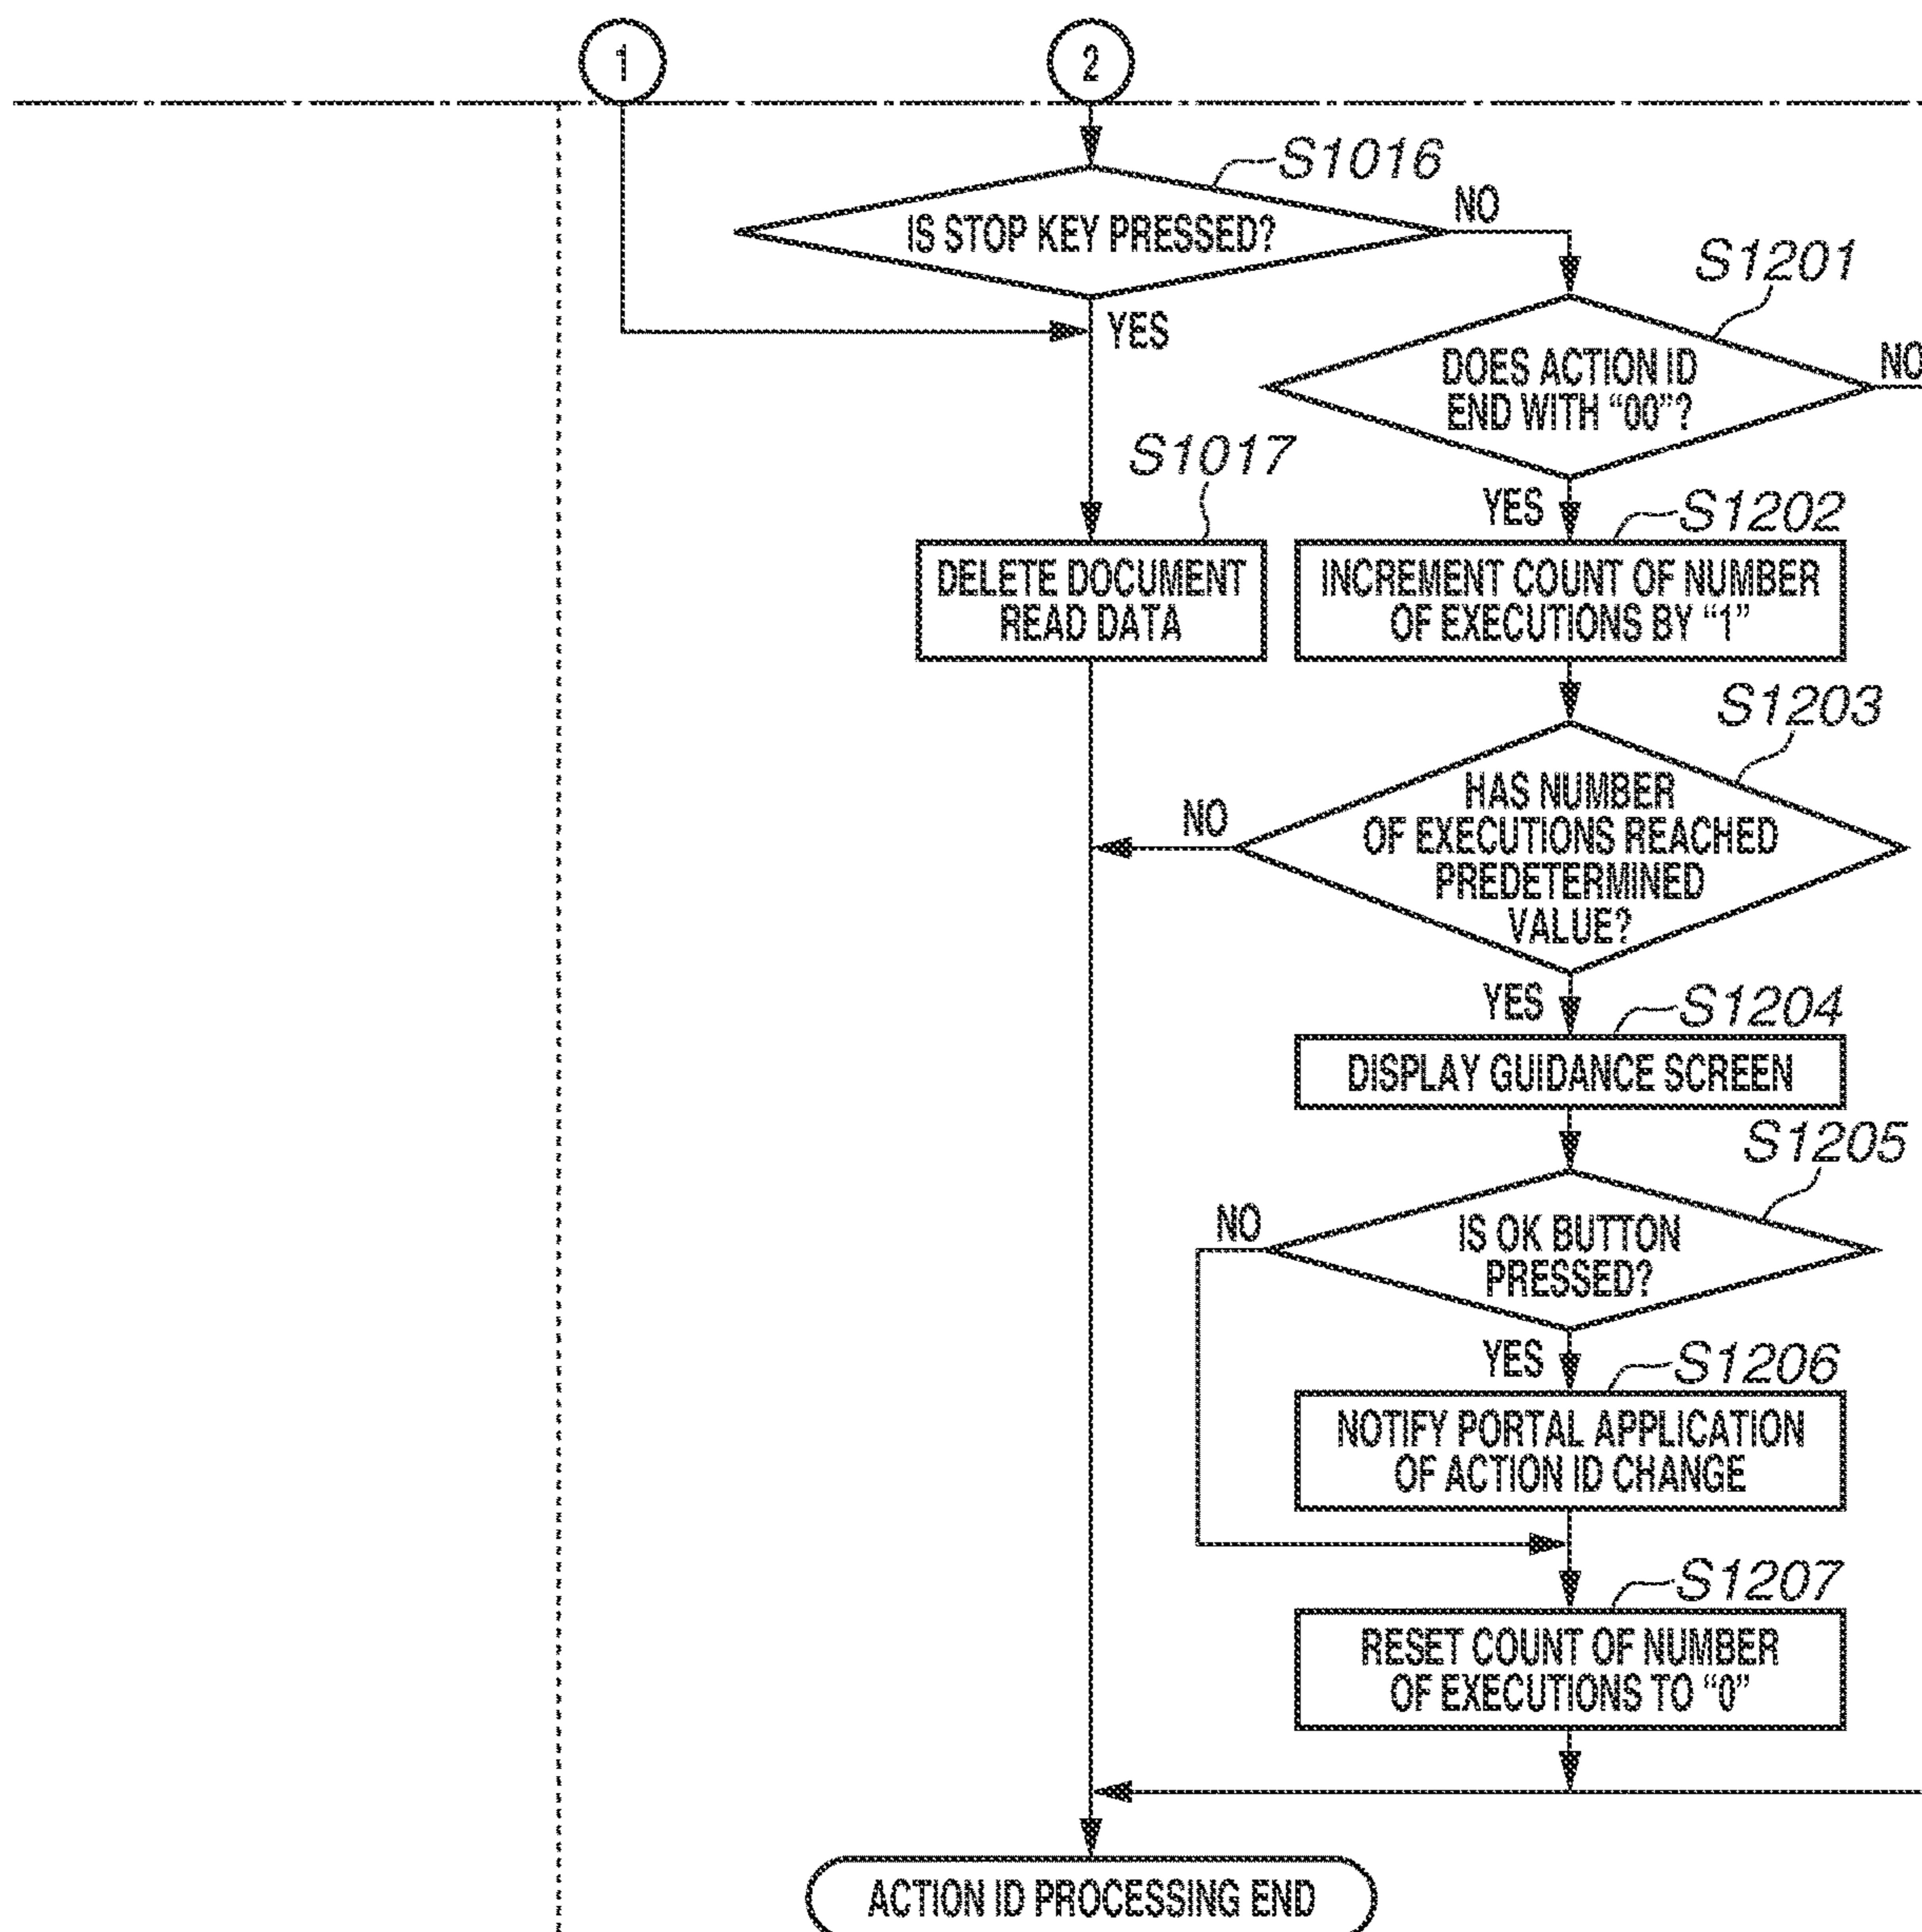 1
2
S1016
IS STOP KEY PRESSED?
NO
S1201
YES
DOES ACTION ID
END WITH “00”?
NO
S1017
YES
S1202
DELETE DOCUMENT
READ DATA
INCREMENT COUNT OF NUMBER
OF EXECUTIONS BY “1”
S1203
HAS NUMBER
OF EXECUTIONS REACHED
PREDETERMINED
VALUE?
NO
YES
S1204
DISPLAY GUIDANCE SCREEN
S1205
NO
IS OK BUTTON
PRESSED?
YES
S1206
NOTIFY PORTAL APPLICATION
OF ACTION ID CHANGE
S1207
RESET COUNT OF NUMBER
OF EXECUTIONS TO “0”
ACTION ID PROCESSING END